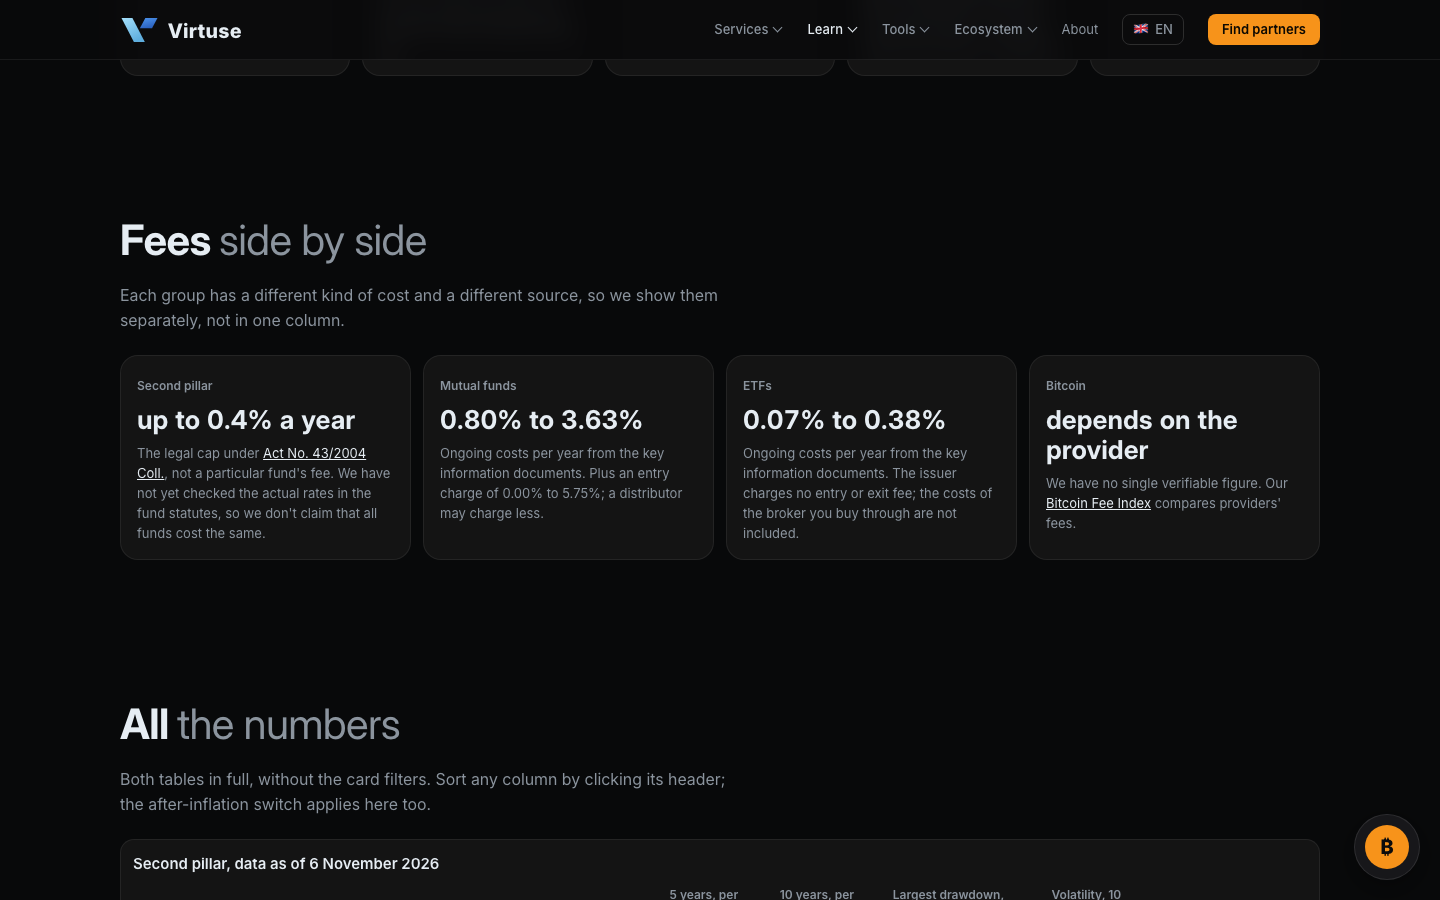 Virtuse
Services
Learn
Tools
Ecosystem
About
EN
Find partners
Fees side by side
Each group has a different kind of cost and a different source, so we show them
separately, not in one column.
Second pillar
up to 0.4% a year
The legal cap under Act No. 43/2004
Coll., not a particular fund's fee. We have
not yet checked the actual rates in the
fund statutes, so we don't claim that all
funds cost the same.
Mutual funds
0.80% to 3.63%
Ongoing costs per year from the key
information documents. Plus an entry
charge of 0.00% to 5.75%; a distributor
may charge less.
ETFs
0.07% to 0.38%
Ongoing costs per year from the key
information documents. The issuer
charges no entry or exit fee; the costs of
the broker you buy through are not
included.
Bitcoin
depends on the
provider
We have no single verifiable figure. Our
Bitcoin Fee Index compares providers'
fees.
All the numbers
Both tables in full, without the card filters. Sort any column by clicking its header;
the after-inflation switch applies here too.
Second pillar, data as of 6 November 2026
5 years, per
10 years, per
Largest drawdown,
Volatility, 10